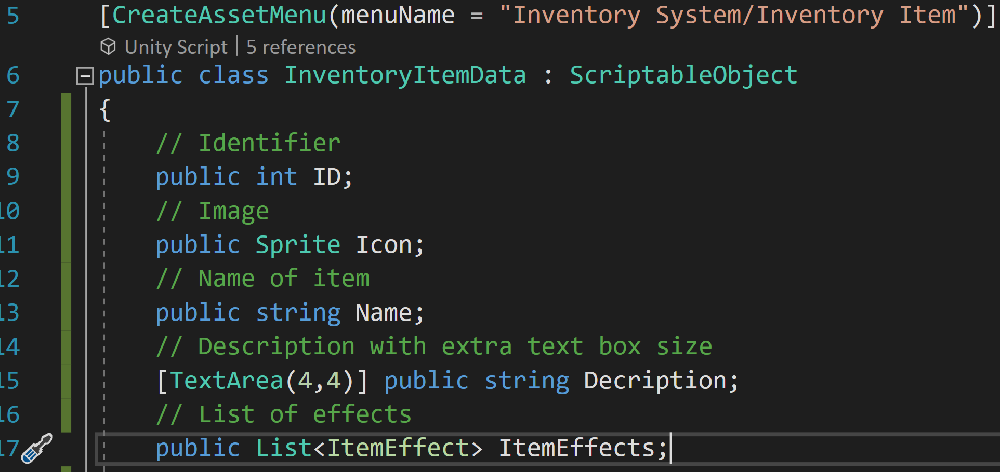 5 [CreateAssetMenu(menuName = "Inventory System/Inventory Item")]
Unity Script | 5 references
6 public class InventoryItemData : ScriptableObject
7 {
8 // Identifier
9 public int ID;
10 // Image
11 public Sprite Icon;
12 // Name of item
13 public string Name;
14 // Description with extra text box size
15 [TextArea(4,4)] public string Decription;
16 // List of effects
17 public List<ItemEffect> ItemEffects;